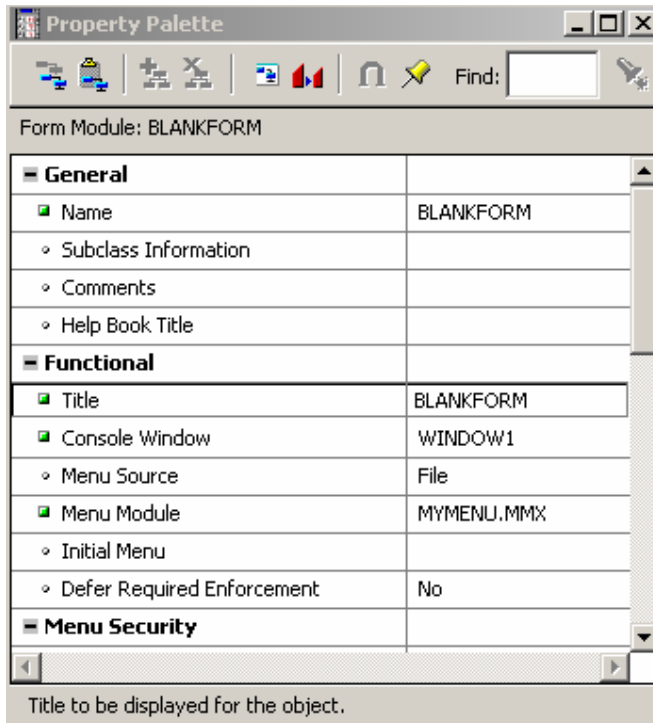 Property Palette
Find:
Form Module: BLANKFORM
General
Name BLANKFORM
Subclass Information
Comments
Help Book Title
Functional
Title BLANKFORM
Console Window WINDOW1
Menu Source File
Menu Module MYMENU.MMX
Initial Menu
Defer Required Enforcement No
Menu Security
Title to be displayed for the object.